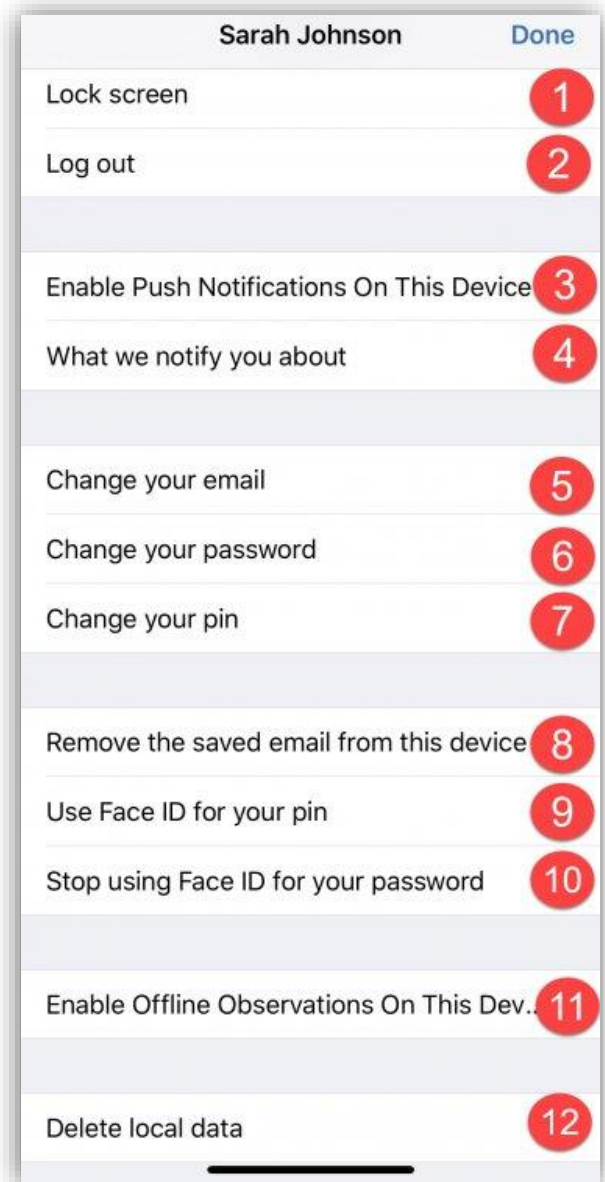 Sarah Johnson Done
Lock screen 1
Log out 2
Enable Push Notifications On This Device 3
What we notify you about 4
Change your email 5
Change your password 6
Change your pin 7
Remove the saved email from this device 8
Use Face ID for your pin 9
Stop using Face ID for your password 10
Enable Offline Observations On This Dev... 11
Delete local data 12